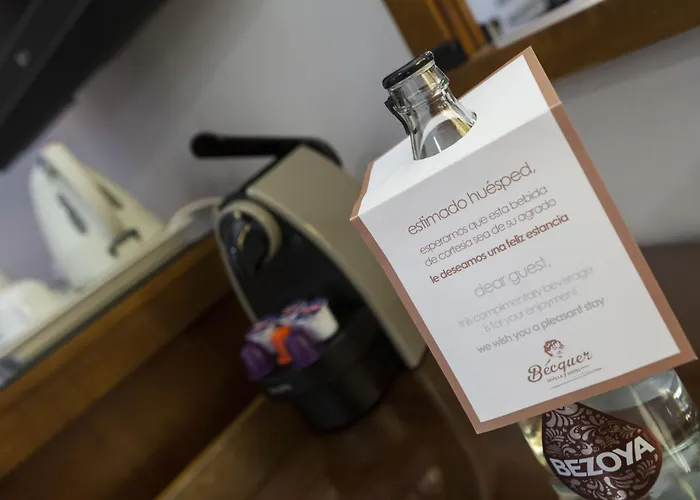 estimado huésped,
esperamos que esta bebida
de cortesía sea de su agrado
le deseamos una feliz estancia
dear guest,
this complimentary beverage
is for your enjoyment
we wish you a pleasant stay
Bécquer
BEZOYA